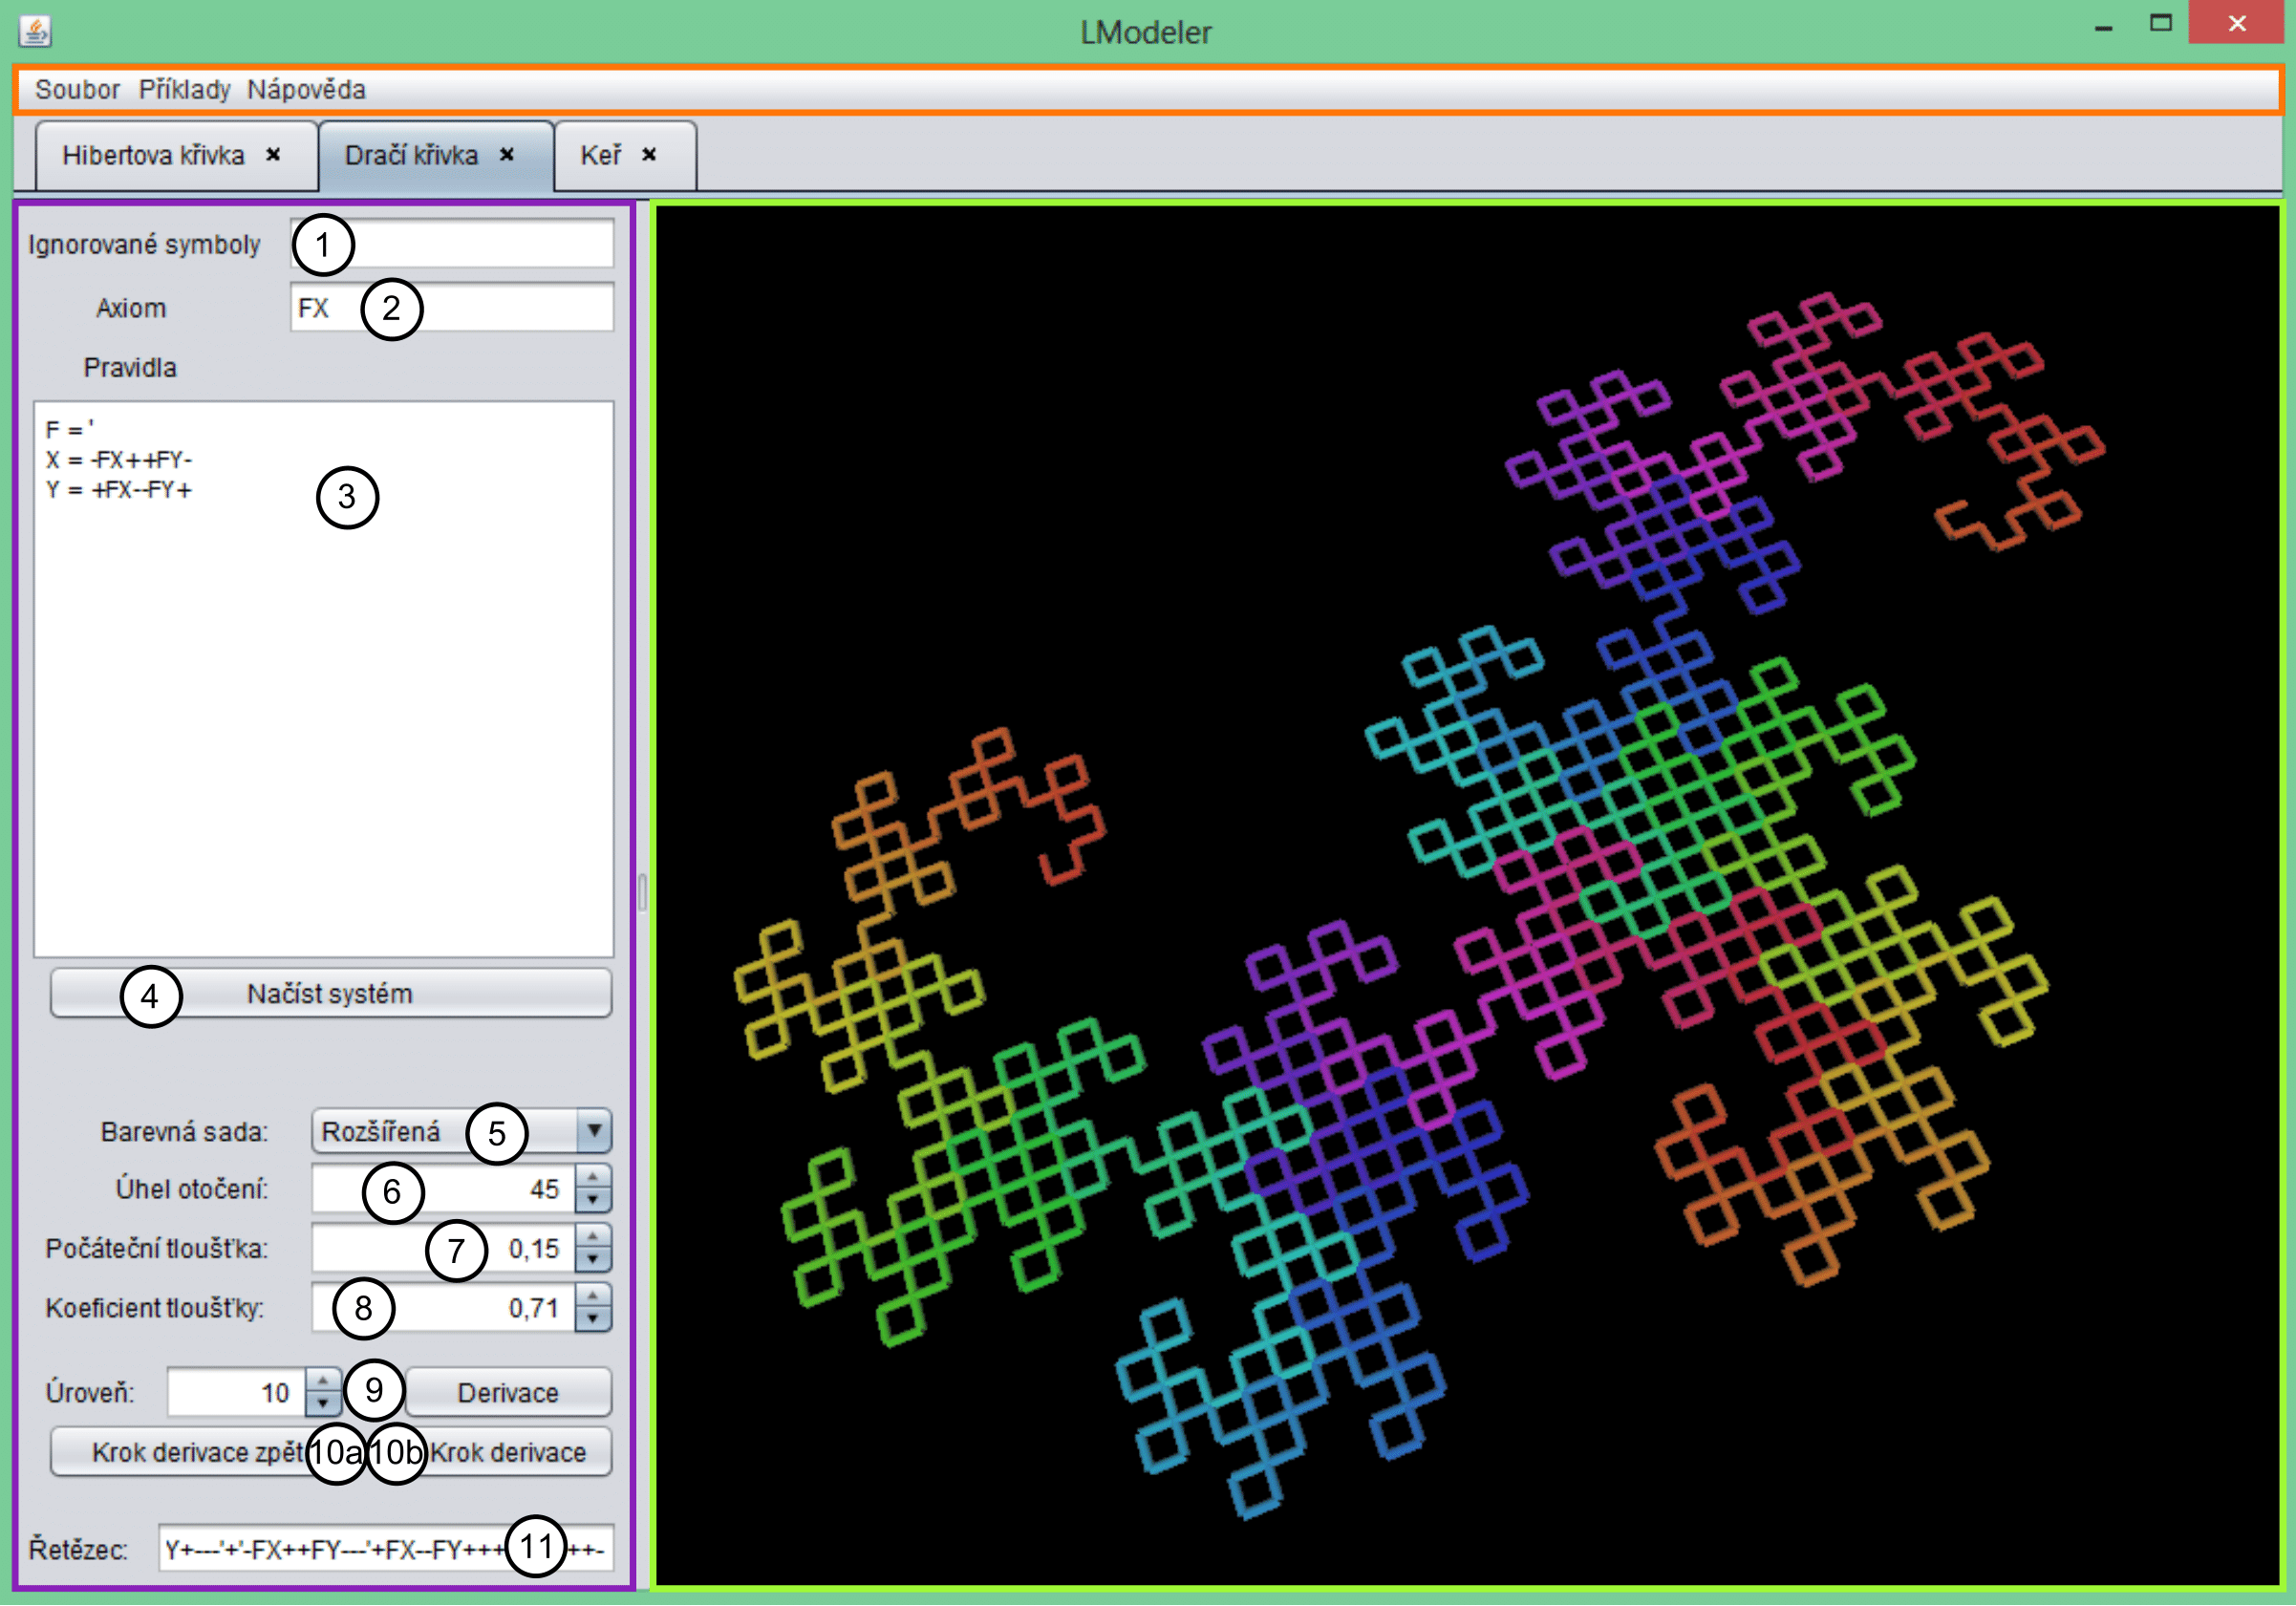 LModeler
Soubor Příklady Nápověda
Hibertova křivka × Dračí křivka × Keř ×
Ignorované symboly 1
Axiom FX 2
Pravidla
F = '
X = -FX++FY-
Y = +FX--FY+
3
4 Načíst systém
Barevná sada: Rozšířená 5
Úhel otočení: 6 45
Počáteční tloušťka: 7 0,15
Koeficient tloušťky: 8 0,71
Úroveň: 10 9 Derivace
Krok derivace zpět 10a 10b Krok derivace
Řetězec: Y+---'+'-FX++FY---'+FX--FY+++ 11 ++-